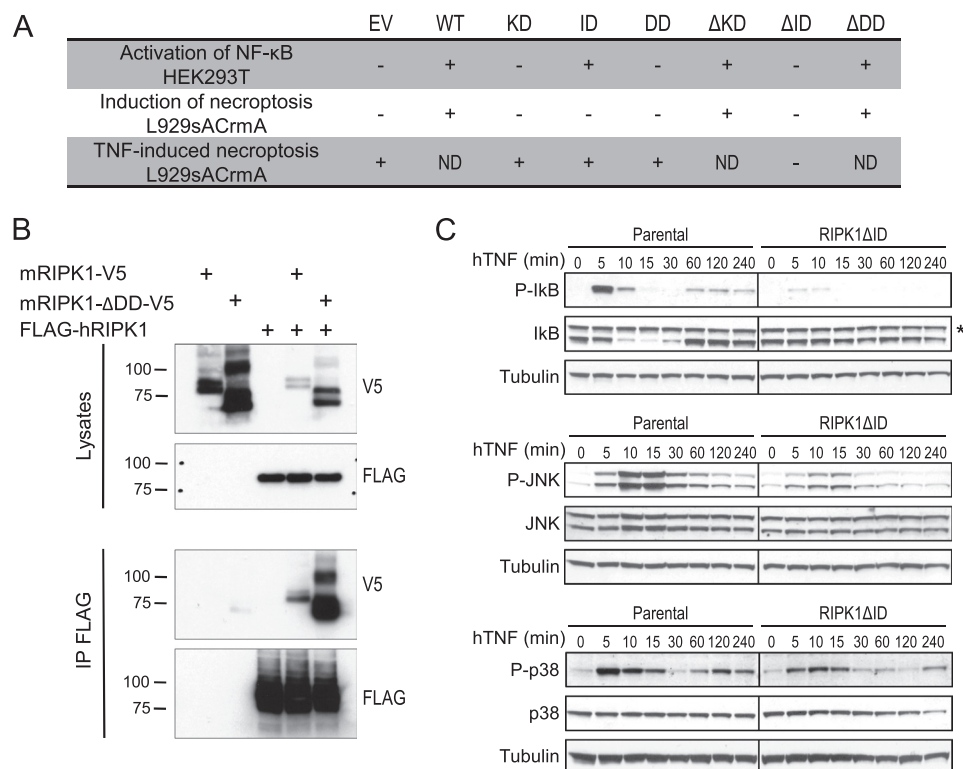 A
EV WT KD ID DD ΔKD ΔID ΔDD
Activation of NF-κB
HEK293T
- + - + - + - +
Induction of necroptosis
L929sACrmA
- + - - - + - +
TNF-induced necroptosis
L929sACrmA
+ ND + + + ND - ND
B
mRIPK1-V5 + +
mRIPK1-ΔDD-V5 + +
FLAG-hRIPK1 + + +
Lysates
100
75
V5
100
75
FLAG
IP FLAG
100
75
V5
100
75
FLAG
C
Parental RIPK1ΔID
hTNF (min) 0 5 10 15 30 60 120 240 0 5 10 15 30 60 120 240
P-IkB
IkB *
Tubulin
Parental RIPK1ΔID
hTNF (min) 0 5 10 15 30 60 120 240 0 5 10 15 30 60 120 240
P-JNK
JNK
Tubulin
Parental RIPK1ΔID
hTNF (min) 0 5 10 15 30 60 120 240 0 5 10 15 30 60 120 240
P-p38
p38
Tubulin